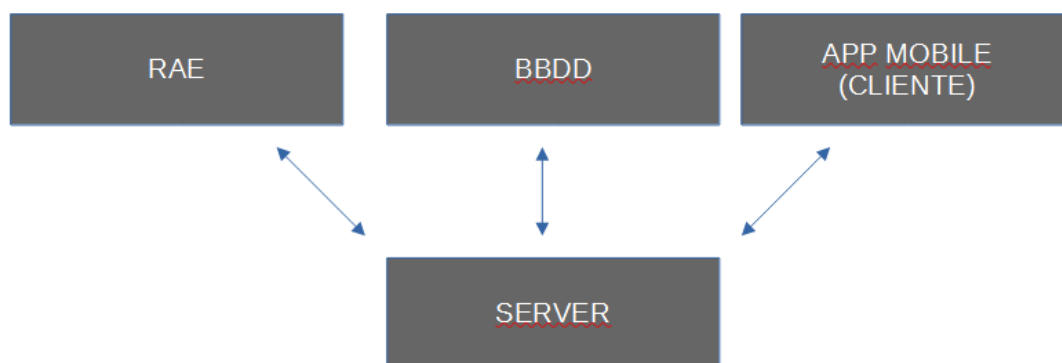 RAE
BBDD
APP MOBILE
(CLIENTE)
SERVER